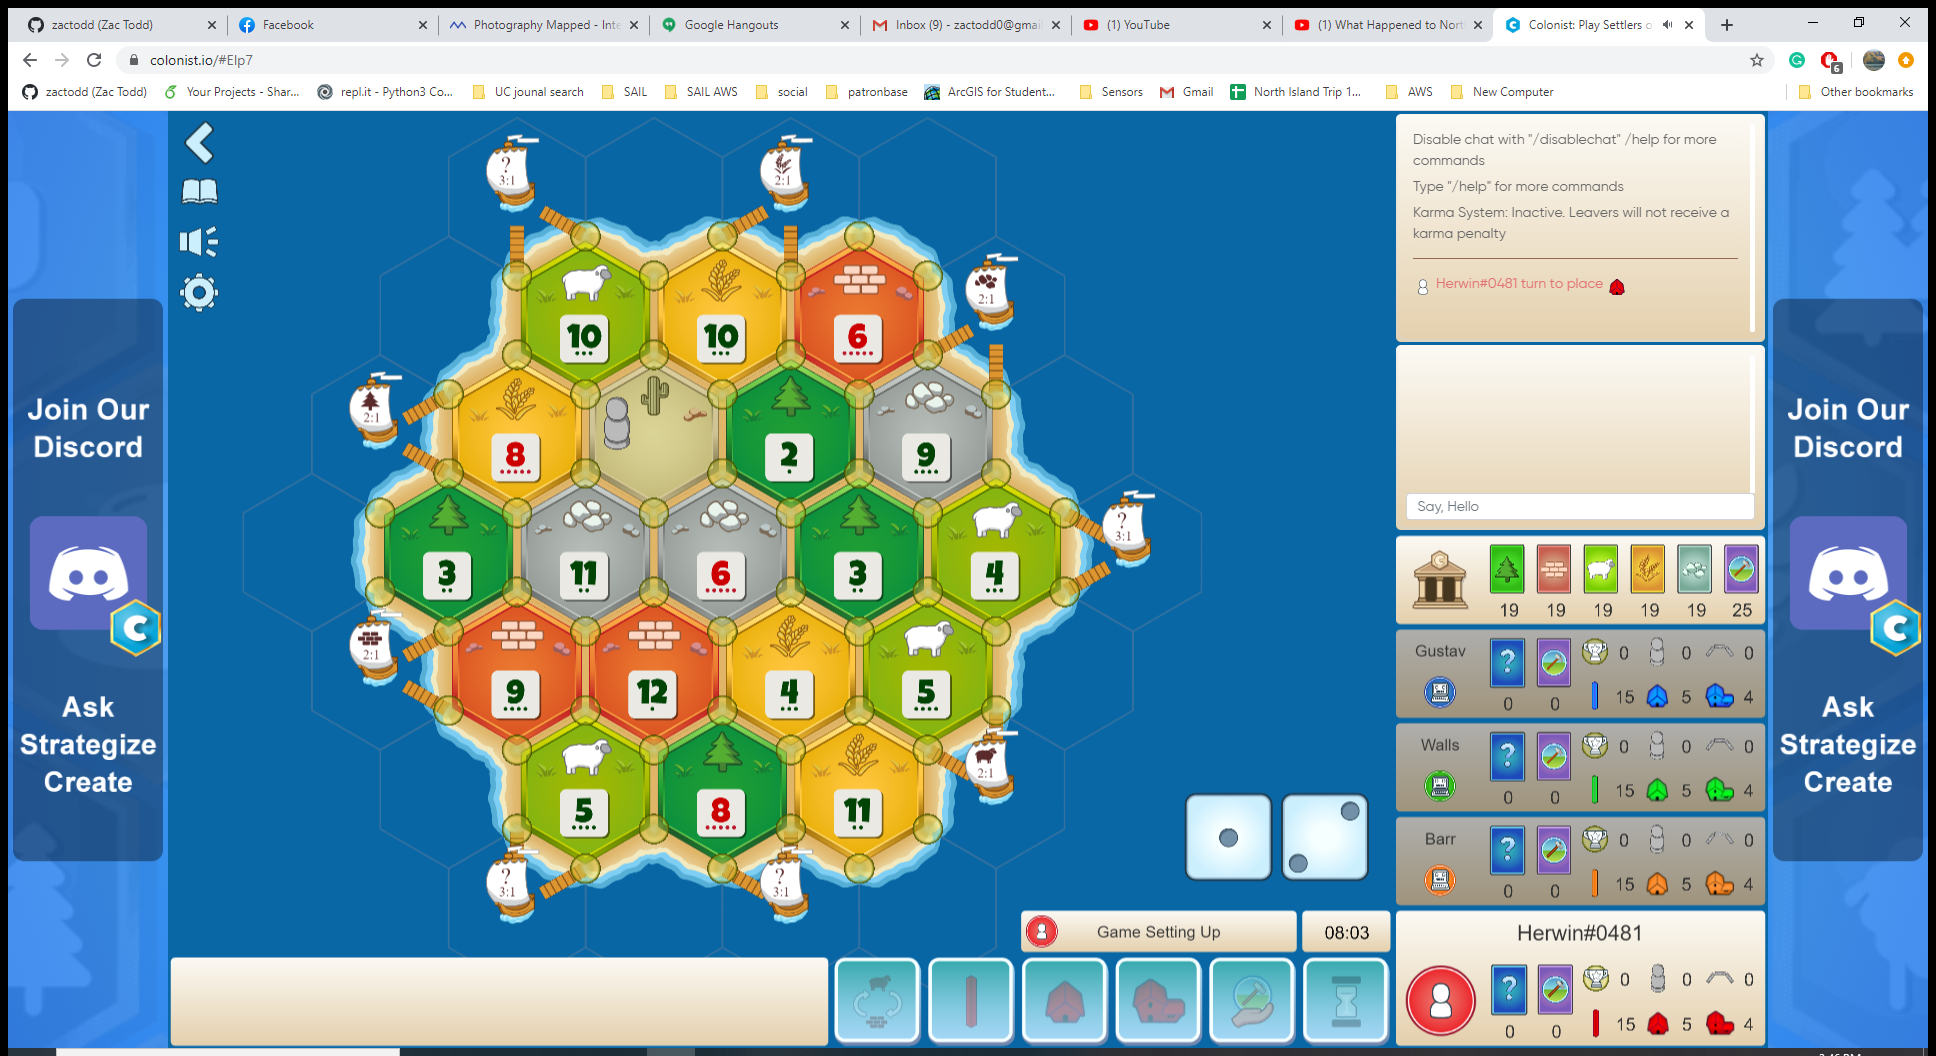 zactodd (Zac Todd)
Facebook
Photography Mapped - Inte
Google Hangouts
Inbox (9) - zactodd0@gmai
(1) YouTube
(1) What Happened to Nort
Colonist: Play Settlers o
colonist.io/#EIp7
6
zactodd (Zac Todd)
Your Projects - Shar...
repl.it - Python3 Co...
UC jounal search
SAIL
SAIL AWS
social
patronbase
ArcGIS for Student...
Sensors
Gmail
North Island Trip 1...
AWS
New Computer
Other bookmarks
Join Our
Discord
C
Ask
Strategize
Create
? 3:1
2:1
2:1
2:1
? 3:1
2:1
2:1
? 3:1
? 3:1
10
10
6
8
2
9
3
11
6
3
4
9
12
4
5
5
8
11
Disable chat with "/disablechat" /help for more
commands
Type "/help" for more commands
Karma System: Inactive. Leavers will not receive a
karma penalty
Herwin#0481 turn to place
Say, Hello
19 19 19 19 19 25
Gustav
? 0 0 0
0 0 15 5 4
Walls
? 0 0 0
0 0 15 5 4
Barr
? 0 0 0
0 0 15 5 4
Game Setting Up
08:03
Herwin#0481
? 0 0 0
0 0 15 5 4
Join Our
Discord
C
Ask
Strategize
Create